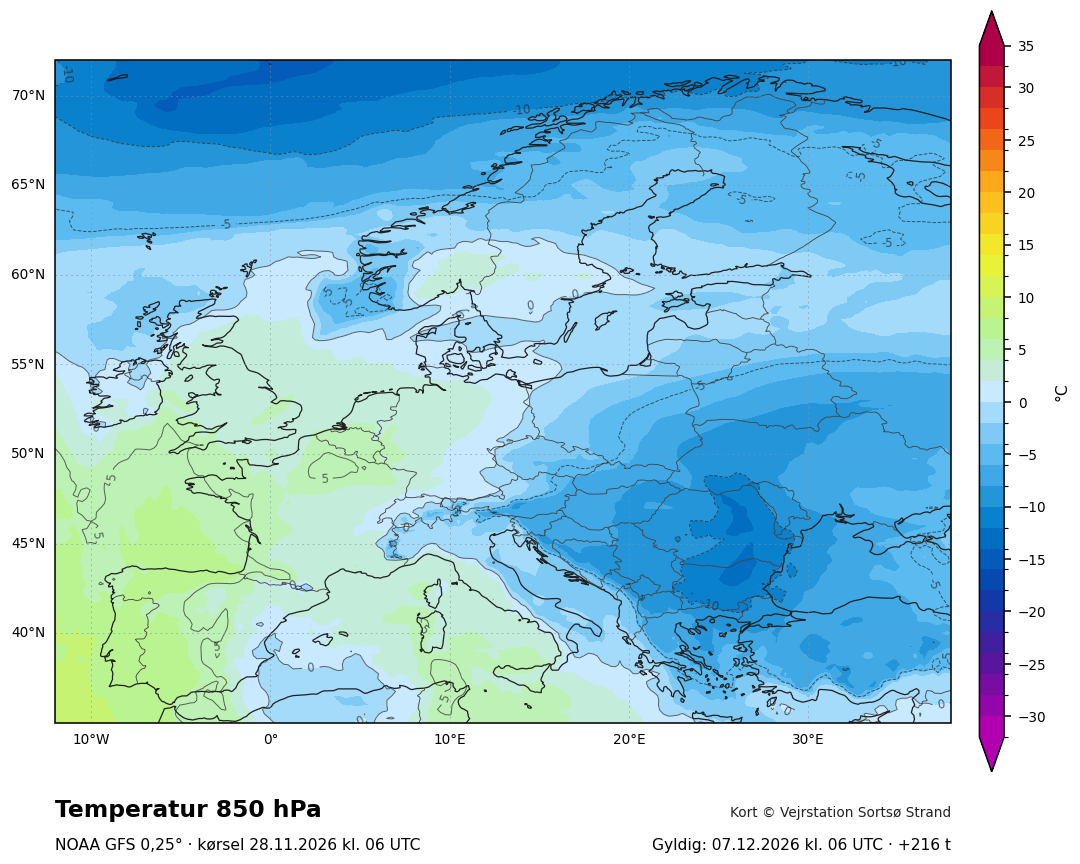 70°N
65°N
60°N
55°N
50°N
45°N
40°N
10°W
0°
10°E
20°E
30°E
35
30
25
20
15
10
5
0
−5
−10
−15
−20
−25
−30
°C
Temperatur 850 hPa
Kort © Vejrstation Sortsø Strand
NOAA GFS 0,25° · kørsel 28.11.2026 kl. 06 UTC
Gyldig: 07.12.2026 kl. 06 UTC · +216 t